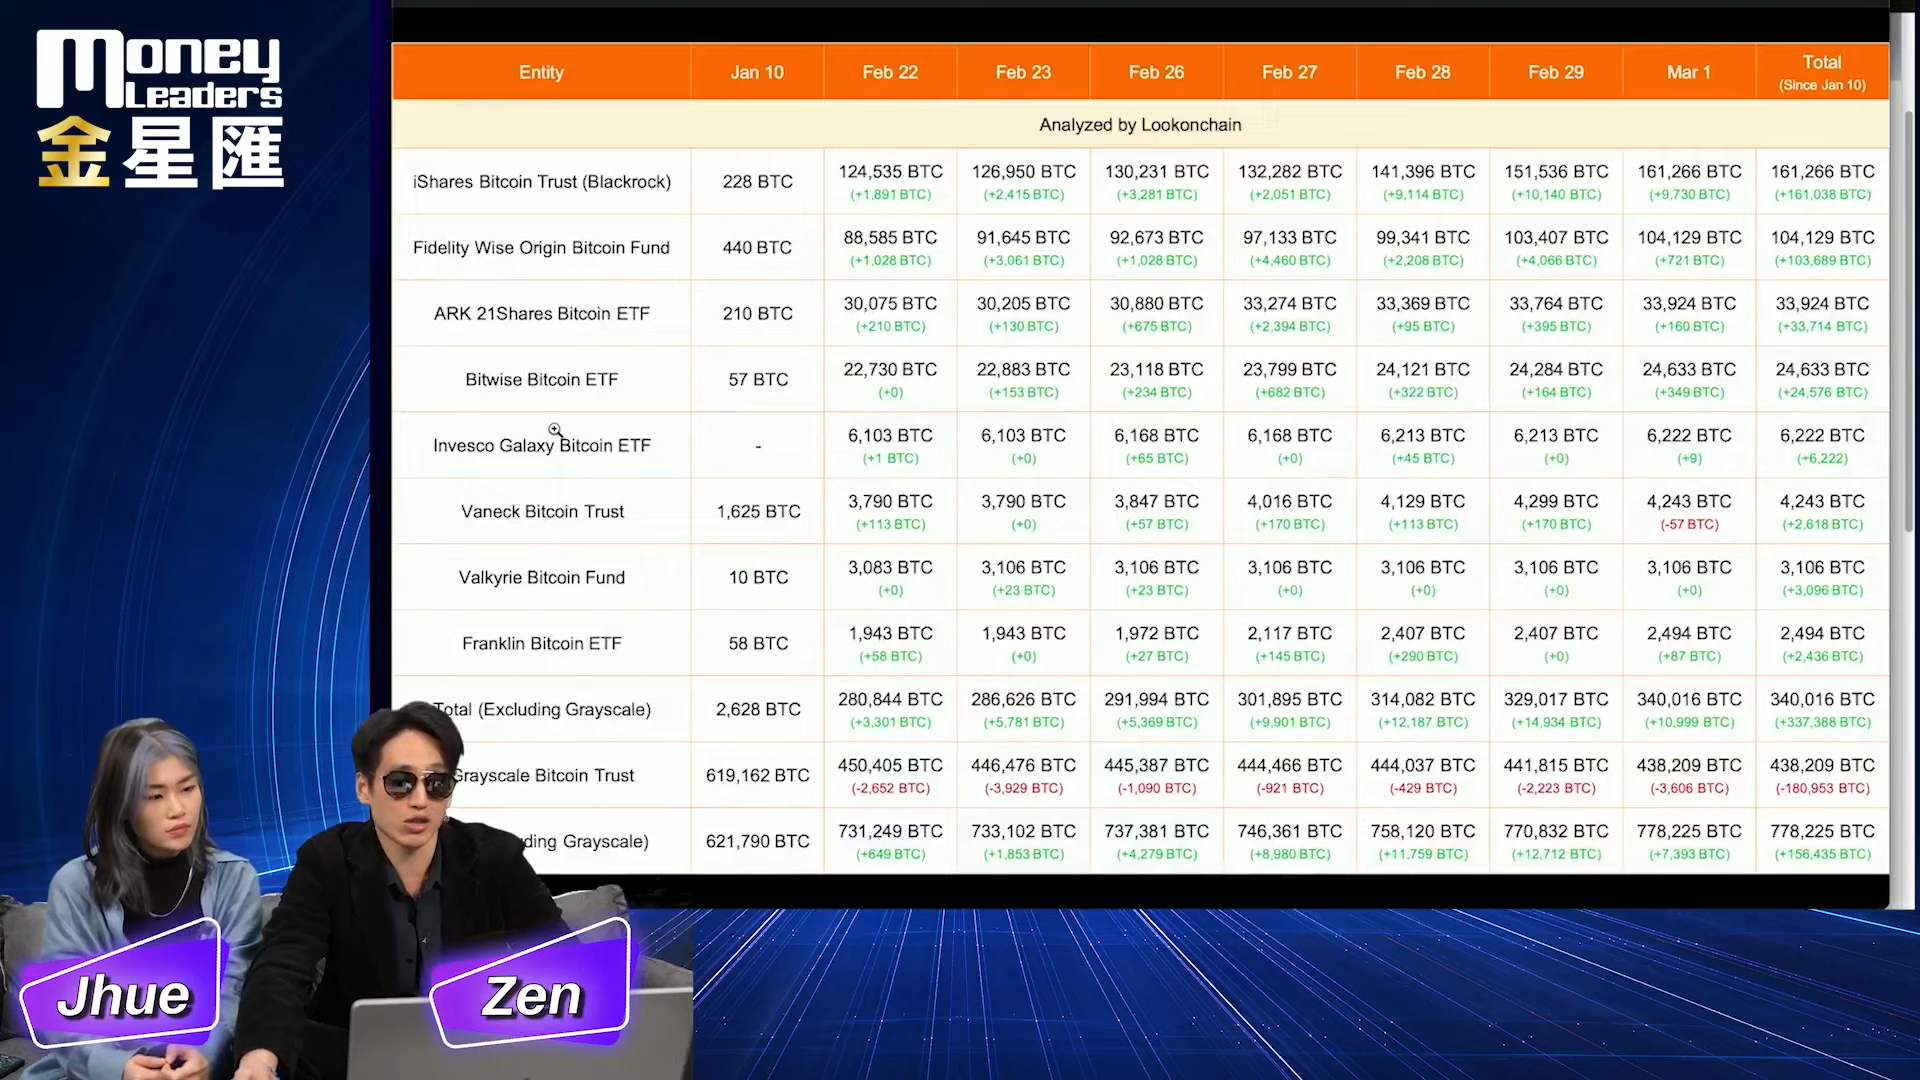 Money
Leaders
金星匯
Entity Jan 10 Feb 22 Feb 23 Feb 26 Feb 27 Feb 28 Feb 29 Mar 1 Total
(Since Jan 10)
Analyzed by Lookonchain
iShares Bitcoin Trust (Blackrock) 228 BTC 124,535 BTC 126,950 BTC 130,231 BTC 132,282 BTC 141,396 BTC 151,536 BTC 161,266 BTC 161,266 BTC
(+1,891 BTC) (+2,415 BTC) (+3,281 BTC) (+2,051 BTC) (+9,114 BTC) (+10,140 BTC) (+9,730 BTC) (+161,038 BTC)
Fidelity Wise Origin Bitcoin Fund 440 BTC 88,585 BTC 91,645 BTC 92,673 BTC 97,133 BTC 99,341 BTC 103,407 BTC 104,129 BTC 104,129 BTC
(+1,028 BTC) (+3,061 BTC) (+1,028 BTC) (+4,460 BTC) (+2,208 BTC) (+4,066 BTC) (+721 BTC) (+103,689 BTC)
ARK 21Shares Bitcoin ETF 210 BTC 30,075 BTC 30,205 BTC 30,880 BTC 33,274 BTC 33,369 BTC 33,764 BTC 33,924 BTC 33,924 BTC
(+210 BTC) (+130 BTC) (+675 BTC) (+2,394 BTC) (+95 BTC) (+395 BTC) (+160 BTC) (+33,714 BTC)
Bitwise Bitcoin ETF 57 BTC 22,730 BTC 22,883 BTC 23,118 BTC 23,799 BTC 24,121 BTC 24,284 BTC 24,633 BTC 24,633 BTC
(+0) (+153 BTC) (+234 BTC) (+682 BTC) (+322 BTC) (+164 BTC) (+349 BTC) (+24,576 BTC)
Invesco Galaxy Bitcoin ETF - 6,103 BTC 6,103 BTC 6,168 BTC 6,168 BTC 6,213 BTC 6,213 BTC 6,222 BTC 6,222 BTC
(+1 BTC) (+0) (+65 BTC) (+0) (+45 BTC) (+0) (+9) (+6,222)
Vaneck Bitcoin Trust 1,625 BTC 3,790 BTC 3,790 BTC 3,847 BTC 4,016 BTC 4,129 BTC 4,299 BTC 4,243 BTC 4,243 BTC
(+113 BTC) (+0) (+57 BTC) (+170 BTC) (+113 BTC) (+170 BTC) (-57 BTC) (+2,618 BTC)
Valkyrie Bitcoin Fund 10 BTC 3,083 BTC 3,106 BTC 3,106 BTC 3,106 BTC 3,106 BTC 3,106 BTC 3,106 BTC 3,106 BTC
(+0) (+23 BTC) (+23 BTC) (+0) (+0) (+0) (+0) (+3,096 BTC)
Franklin Bitcoin ETF 58 BTC 1,943 BTC 1,943 BTC 1,972 BTC 2,117 BTC 2,407 BTC 2,407 BTC 2,494 BTC 2,494 BTC
(+58 BTC) (+0) (+27 BTC) (+145 BTC) (+290 BTC) (+0) (+87 BTC) (+2,436 BTC)
Total (Excluding Grayscale) 2,628 BTC 280,844 BTC 286,626 BTC 291,994 BTC 301,895 BTC 314,082 BTC 329,017 BTC 340,016 BTC 340,016 BTC
(+3,301 BTC) (+5,781 BTC) (+5,369 BTC) (+9,901 BTC) (+12,187 BTC) (+14,934 BTC) (+10,999 BTC) (+337,388 BTC)
Grayscale Bitcoin Trust 619,162 BTC 450,405 BTC 446,476 BTC 445,387 BTC 444,466 BTC 444,037 BTC 441,815 BTC 438,209 BTC 438,209 BTC
(-2,652 BTC) (-3,929 BTC) (-1,090 BTC) (-921 BTC) (-429 BTC) (-2,223 BTC) (-3,606 BTC) (-180,953 BTC)
Grayscale) 621,790 BTC 731,249 BTC 733,102 BTC 737,381 BTC 746,361 BTC 758,120 BTC 770,832 BTC 778,225 BTC 778,225 BTC
(+649 BTC) (+1,853 BTC) (+4,279 BTC) (+8,980 BTC) (+11,759 BTC) (+12,712 BTC) (+7,393 BTC) (+156,435 BTC)
Jhue
Zen